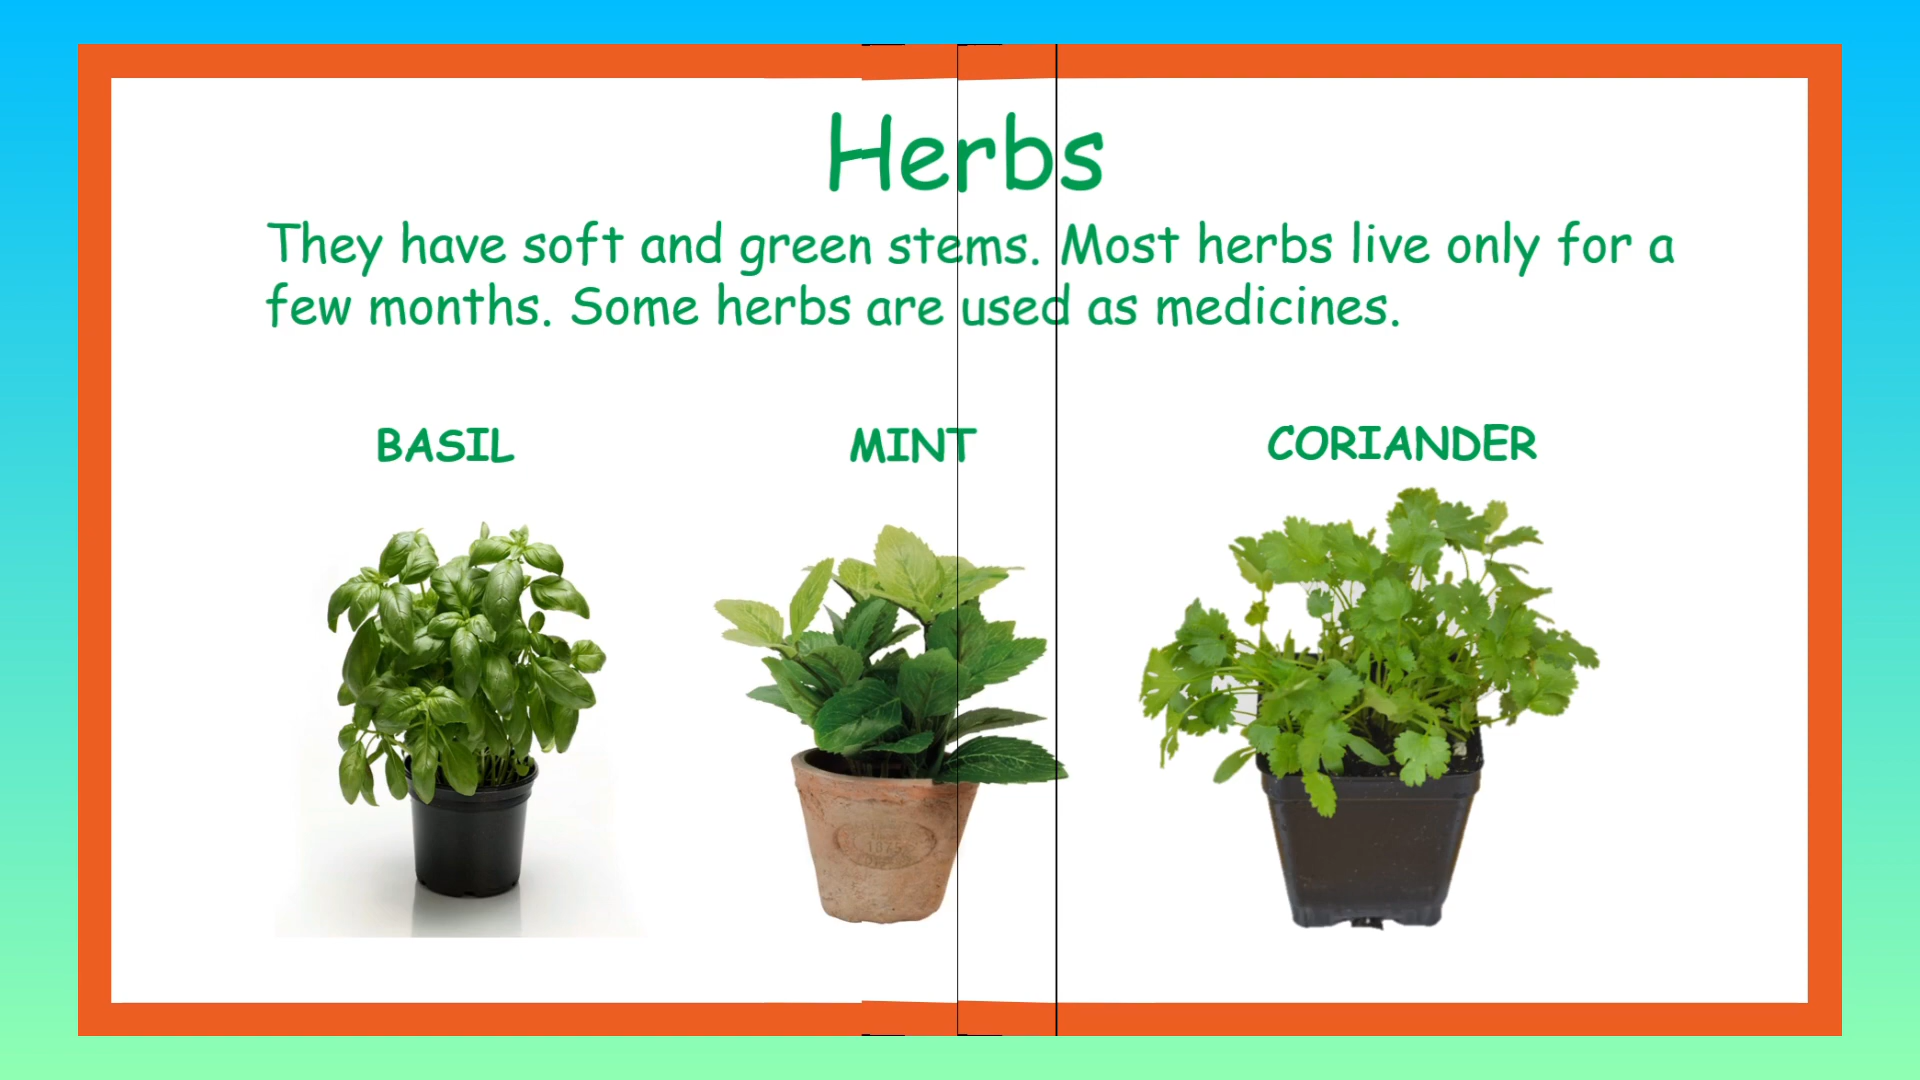 Herbs
They have soft and green stems. Most herbs live only for a
few months. Some herbs are used as medicines.
BASIL MINT CORIANDER
1075